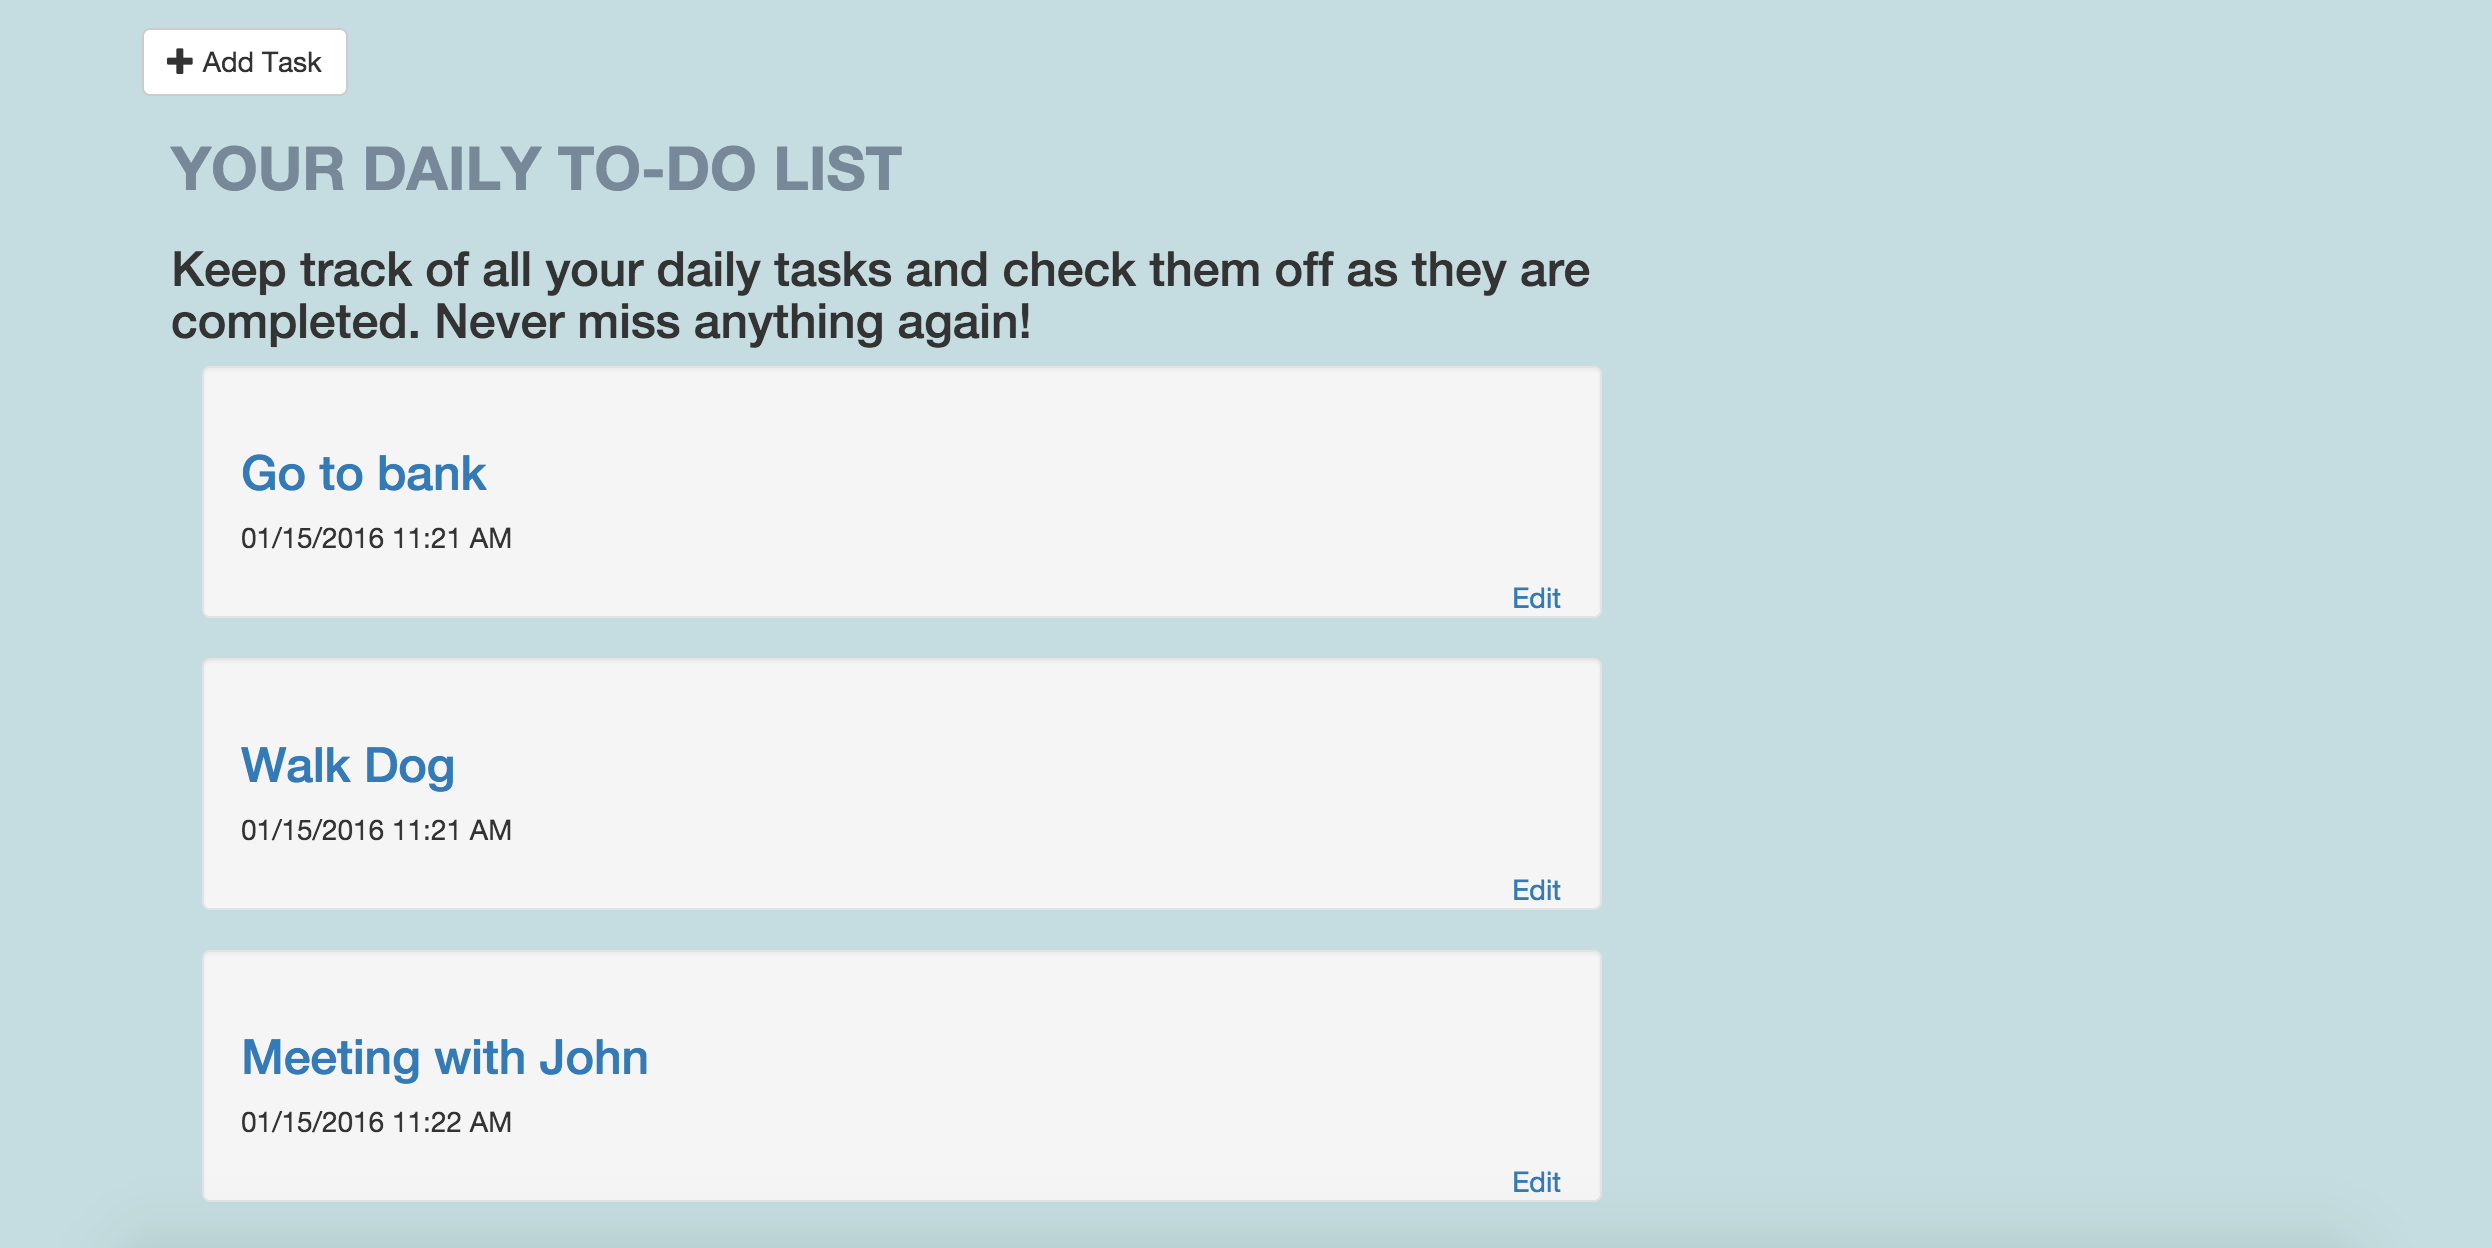 Add Task
YOUR DAILY TO-DO LIST
Keep track of all your daily tasks and check them off as they are
completed. Never miss anything again!
Go to bank
01/15/2016 11:21 AM
Edit
Walk Dog
01/15/2016 11:21 AM
Edit
Meeting with John
01/15/2016 11:22 AM
Edit